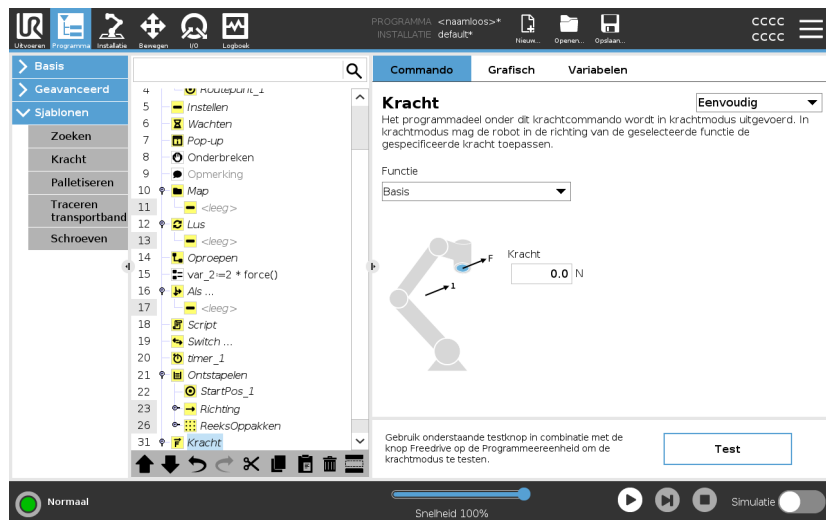 UR
PROGRAMMA <naamloos>*
INSTALLATIE default*
Uitvoeren Programma Installatie Bewegen I/O Logboek
Nieuw... Openen... Opslaan...
CCCC
CCCC
Basis
Geavanceerd
Sjablonen
Zoeken
Kracht
Palletiseren
Traceren
transportband
Schroeven
4 Routepunt_1
5 Instellen
6 Wachten
7 Pop-up
8 Onderbreken
9 Opmerking
10 Map
11 <leeg>
12 Lus
13 <leeg>
14 Oproepen
15 var_2≔2 * force()
16 Als ...
17 <leeg>
18 Script
19 Switch ...
20 timer_1
21 Ontstapelen
22 StartPos_1
23 Richting
26 ReeksOppakken
31 Kracht
Commando Grafisch Variabelen
Kracht
Eenvoudig
Het programmadeel onder dit krachtcommando wordt in krachtmodus uitgevoerd. In
krachtmodus mag de robot in de richting van de geselecteerde functie de
gespecificeerde kracht toepassen.
Functie
Basis
F
1
Kracht
0.0 N
Gebruik onderstaande testknop in combinatie met de
knop Freedrive op de Programmeereenheid om de
krachtmodus te testen.
Test
Normaal
Snelheid 100%
Simulatie